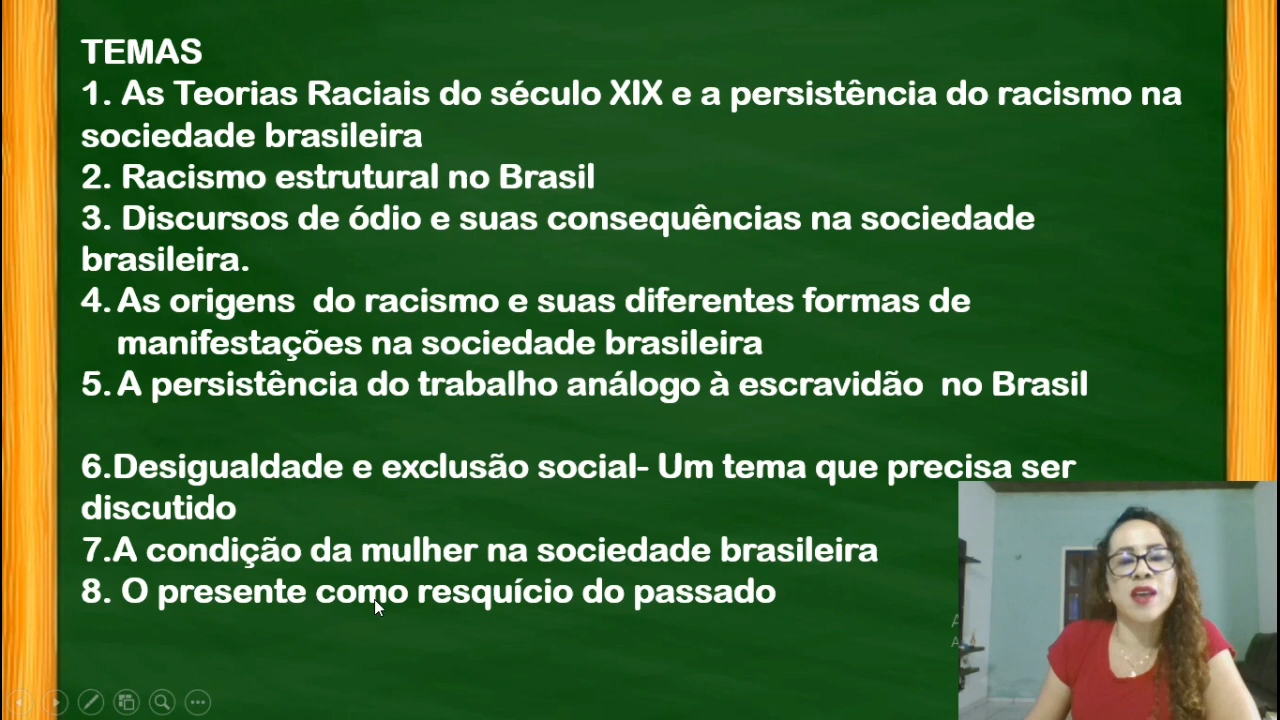 TEMAS
1. As Teorias Raciais do século XIX e a persistência do racismo na
sociedade brasileira
2. Racismo estrutural no Brasil
3. Discursos de ódio e suas consequências na sociedade
brasileira.
4. As origens  do racismo e suas diferentes formas de
manifestações na sociedade brasileira
5. A persistência do trabalho análogo à escravidão  no Brasil
6.Desigualdade e exclusão social- Um tema que precisa ser
discutido
7.A condição da mulher na sociedade brasileira
8. O presente como resquício do passado